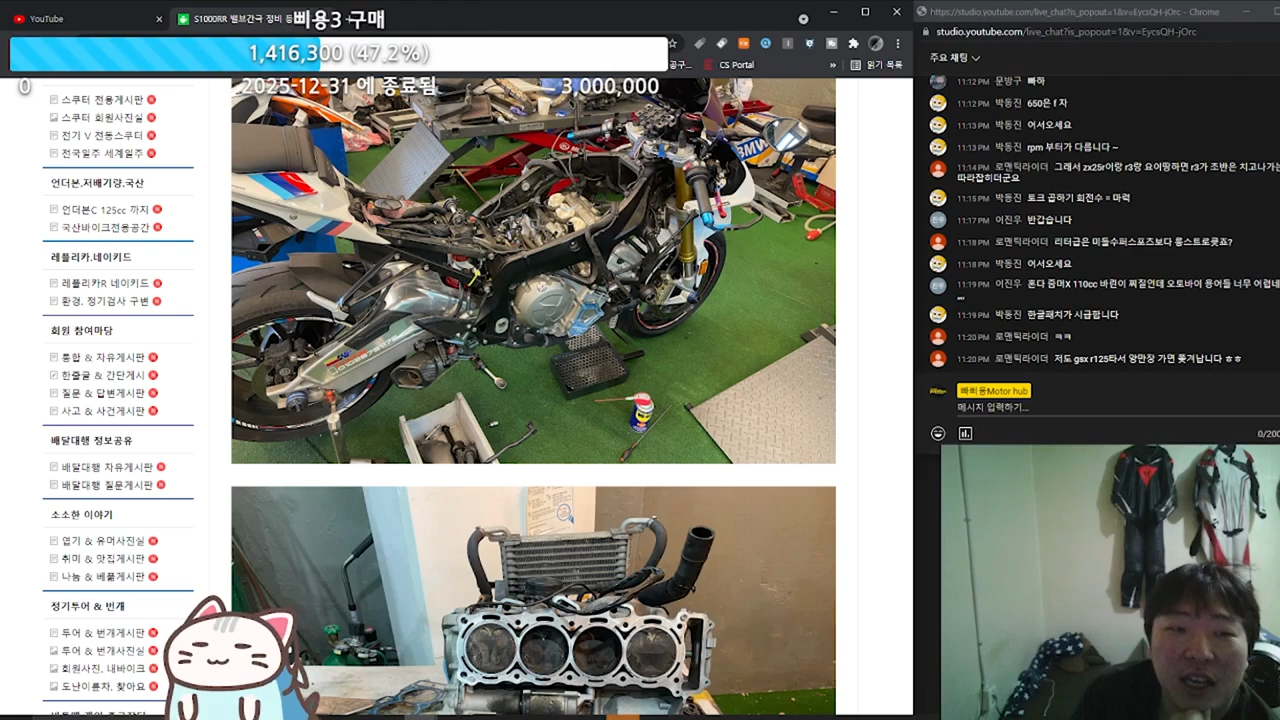 YouTube
S1000RR 밸브간극 정비 등
삐용3 구매
1,416,300 (47.2%)
0
2025-12-31 에 종료됨
3,000,000
CS Portal
읽기 목록
스쿠터 전용게시판
스쿠터 회원사진실
전기 V 전동스쿠터
전국일주 세계일주
언더본.저배기량.국산
언더본C 125cc 까지
국산바이크전용공간
레플리카.네이키드
레플리카R 네이키드
환경. 정기검사 구변
회원 참여마당
통합 & 자유게시판
한줄글 & 간단게시
질문 & 답변게시판
사고 & 사건게시판
배달대행 정보공유
배달대행 자유게시판
배달대행 질문게시판
소소한 이야기
엽기 & 유머사진실
취미 & 맛집게시판
나눔 & 베품게시판
정기투어 & 번개
투어 & 번개게시판
투어 & 번개사진실
회원사진. 내바이크
도난이륜차. 찾아요
BMW
https://studio.youtube.com/live_chat?is_popout=1&v=EycsQH-jOrc - Chrome
studio.youtube.com/live_chat?is_popout=1&v=EycsQH-jOrc
주요 채팅
11:12 PM 문방구 빠하
11:12 PM 박동진 650은 f 자
11:13 PM 박동진 어서오세요
11:13 PM 박동진 rpm 부터가 다릅니다 ~
11:14 PM 로맨틱라이더 그래서 zx25r이랑 r3랑 요이땅하면 r3가 조반은 치고나가는
따라잡히더군요
11:15 PM 박동진 토크 곱하기 회전수 = 마력
11:17 PM 이진우 반갑습니다
11:18 PM 로맨틱라이더 리터급은 미들수퍼스포츠보다 롱스트로큿죠?
11:18 PM 박동진 어서오세요
11:19 PM 이진우 혼다 줌머X 110cc 바린이 찌질인데 오토바이 용어들 너무 어렵네
11:19 PM 박동진 한글패치가 시급합니다
11:20 PM 로맨틱라이더 ㅋㅋ
11:20 PM 로맨틱라이더 저도 gsx r125타서 양만장 가면 쫓겨납니다 ㅎㅎ
빠삐용Motor hub
메시지 입력하기...
0/200